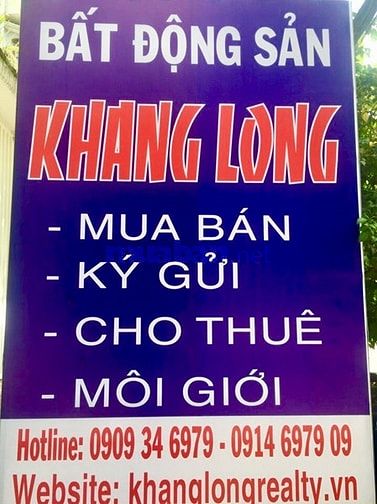 BẤT ĐỘNG SẢN
KHANG LONG
- MUA BÁN
- KÝ GỬI
- CHO THUÊ
- MÔI GIỚI
Hotline: 0909 34 6979 - 0914 6979 09
Website: khanglongrealty.vn